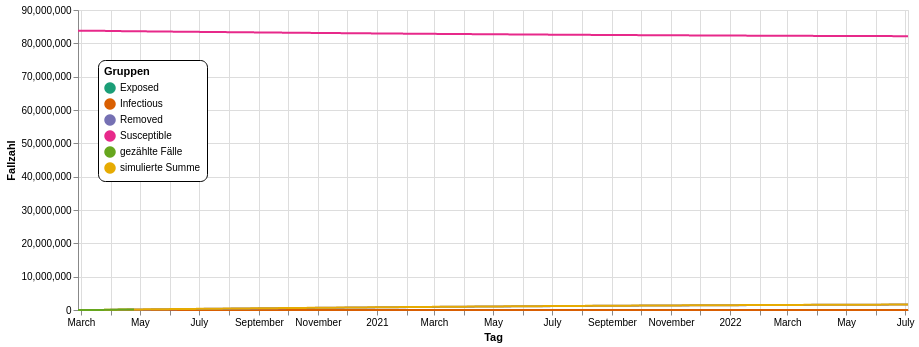 90,000,000
80,000,000
70,000,000
60,000,000
50,000,000
40,000,000
30,000,000
20,000,000
10,000,000
0
Fallzahl
Gruppen
Exposed
Infectious
Removed
Susceptible
gezählte Fälle
simulierte Summe
March May July September November 2021 March May July September November 2022 March May July
Tag